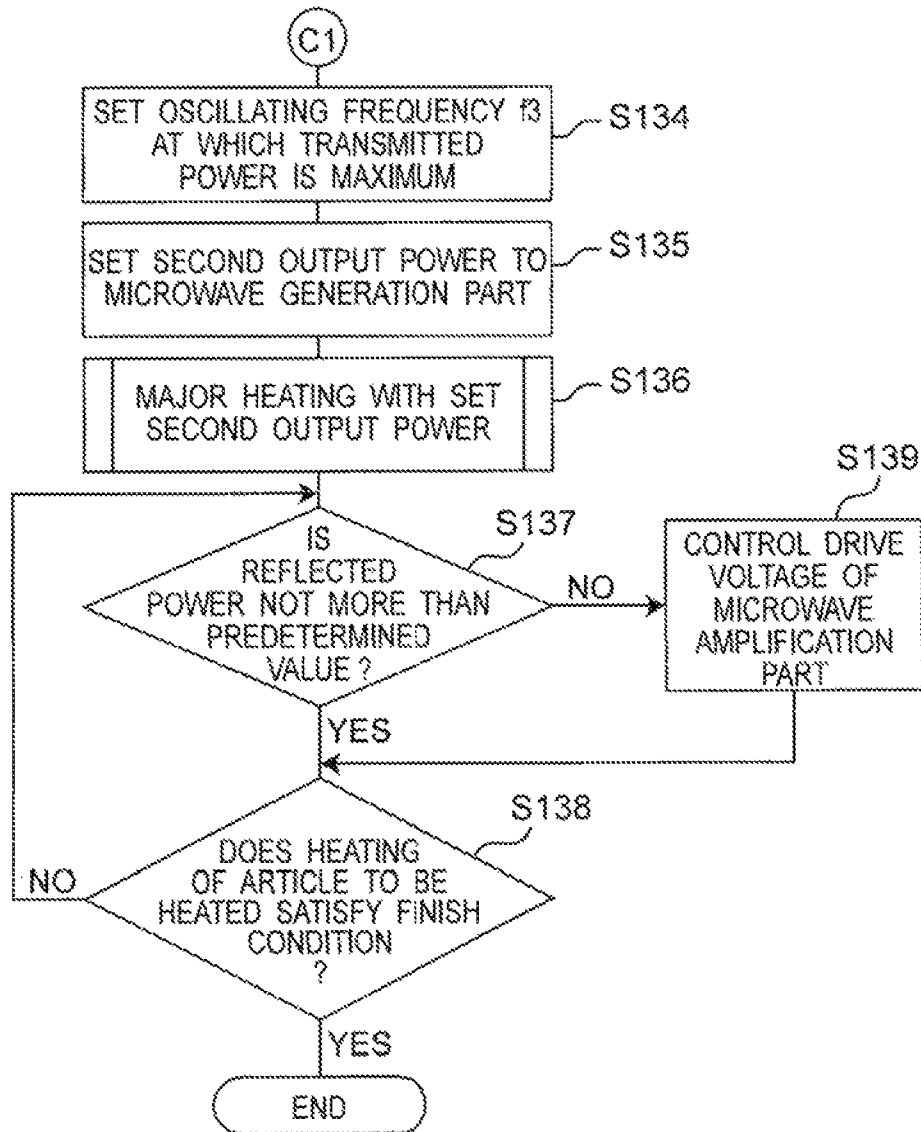 C1
SET OSCILLATING FREQUENCY f3
AT WHICH TRANSMITTED
POWER IS MAXIMUM
S134
SET SECOND OUTPUT POWER TO
MICROWAVE GENERATION PART
S135
MAJOR HEATING WITH SET
SECOND OUTPUT POWER
S136
IS
REFLECTED
POWER NOT MORE THAN
PREDETERMINED
VALUE ?
S137
NO
YES
S139
CONTROL DRIVE
VOLTAGE OF
MICROWAVE
AMPLIFICATION
PART
DOES HEATING
OF ARTICLE TO BE
HEATED SATISFY FINISH
CONDITION
?
S138
NO
YES
END